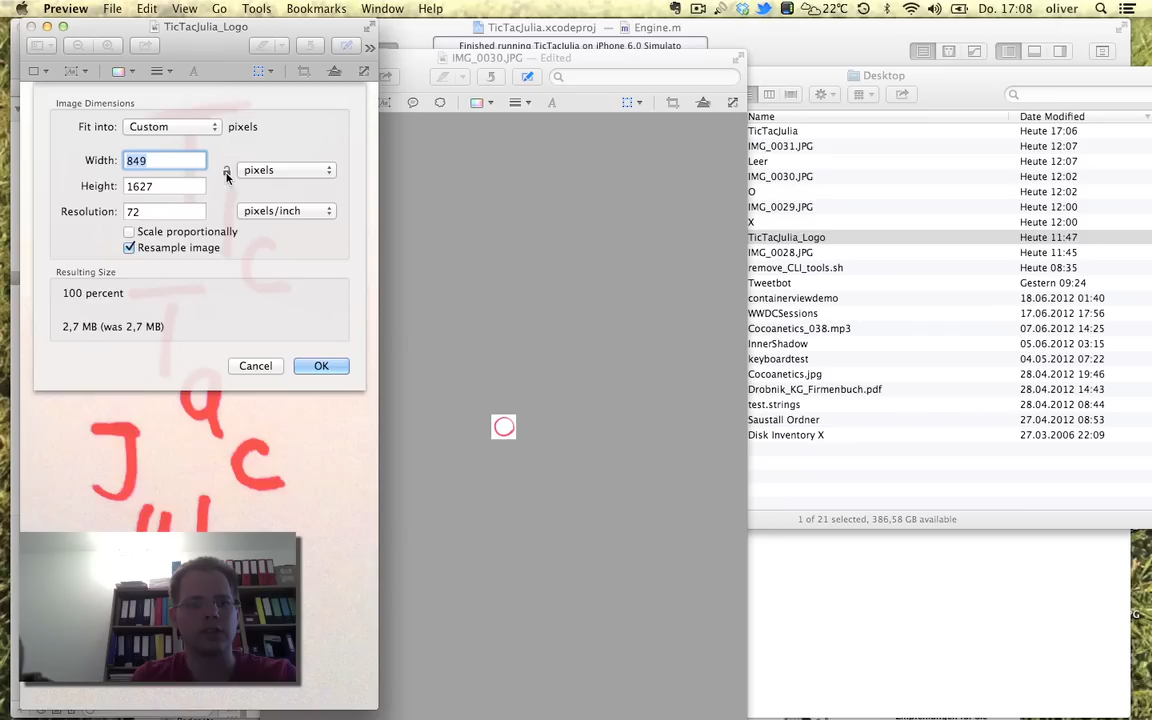 Preview File Edit View Go Tools Bookmarks Window Help 22°C Do. 17:08 oliver
TicTacJulia_Logo
TicTacJulia.xcodeproj — Engine.m
Finished running TicTacJulia on iPhone 6.0 Simulato
IMG_0030.JPG — Edited
Desktop
Image Dimensions
Fit into: Custom pixels
Width: 849 pixels
Height: 1627
Resolution: 72 pixels/inch
Scale proportionally
Resample image
Resulting Size
100 percent
2,7 MB (was 2,7 MB)
Cancel OK
T
i
c
T
a
c
J
u
l
Name Date Modified
TicTacJulia Heute 17:06
IMG_0031.JPG Heute 12:07
Leer Heute 12:07
IMG_0030.JPG Heute 12:02
O Heute 12:02
IMG_0029.JPG Heute 12:00
X Heute 12:00
TicTacJulia_Logo Heute 11:47
IMG_0028.JPG Heute 11:45
remove_CLI_tools.sh Heute 08:35
Tweetbot Gestern 09:24
containerviewdemo 18.06.2012 01:40
WWDCSessions 17.06.2012 17:56
Cocoanetics_038.mp3 07.06.2012 14:25
InnerShadow 05.06.2012 03:15
keyboardtest 04.05.2012 07:22
Cocoanetics.jpg 28.04.2012 19:46
Drobnik_KG_Firmenbuch.pdf 28.04.2012 14:43
test.strings 28.04.2012 08:44
Saustall Ordner 27.04.2012 08:53
Disk Inventory X 27.03.2006 22:09
1 of 21 selected, 386,58 GB available